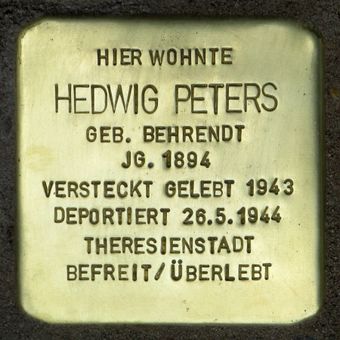 HIER WOHNTE
HEDWIG PETERS
GEB. BEHRENDT
JG. 1894
VERSTECKT GELEBT 1943
DEPORTIERT 26.5.1944
THERESIENSTADT
BEFREIT/ÜBERLEBT